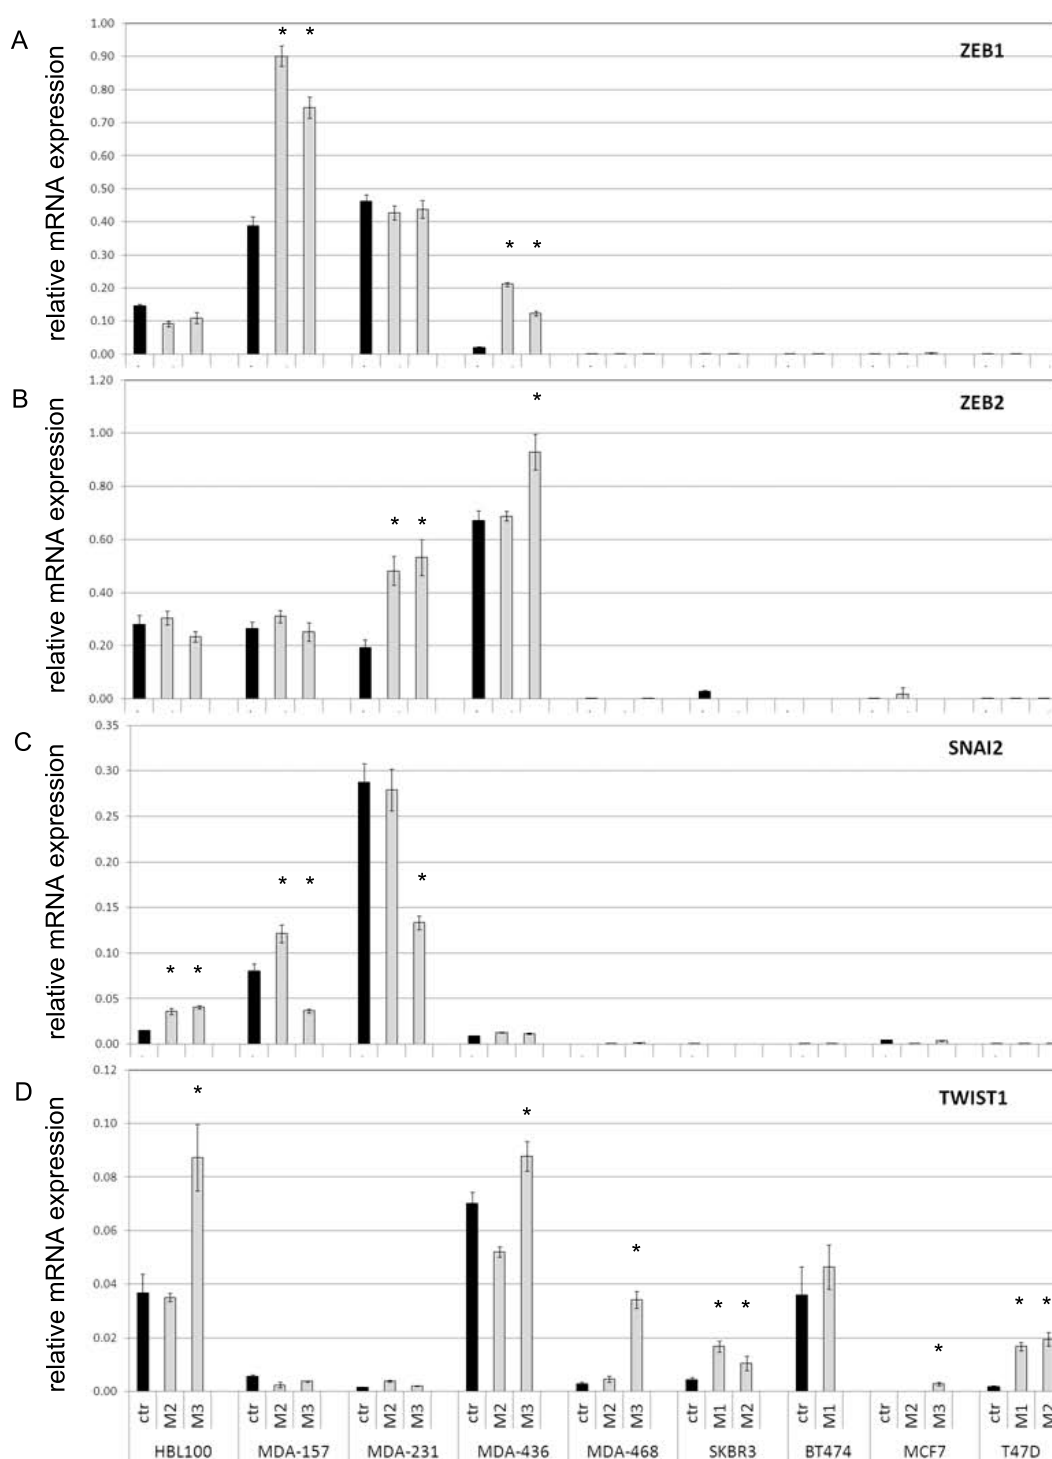 A
relative mRNA expression
ZEB1
1.00
0.90
0.80
0.70
0.60
0.50
0.40
0.30
0.20
0.10
0.00
* *
* *
B
relative mRNA expression
ZEB2
1.20
1.00
0.80
0.60
0.40
0.20
0.00
*
* *
C
relative mRNA expression
SNAI2
0.35
0.30
0.25
0.20
0.15
0.10
0.05
0.00
* * *
* *
D
relative mRNA expression
TWIST1
0.12
0.10
0.08
0.06
0.04
0.02
0.00
* *
*
* * * *
*
ctr M2 M3 ctr M2 M3 ctr M2 M3 ctr M2 M3 ctr M2 M3 ctr M1 M2 ctr M1 ctr M2 M3 ctr M1 M2
HBL100 MDA-157 MDA-231 MDA-436 MDA-468 SKBR3 BT474 MCF7 T47D